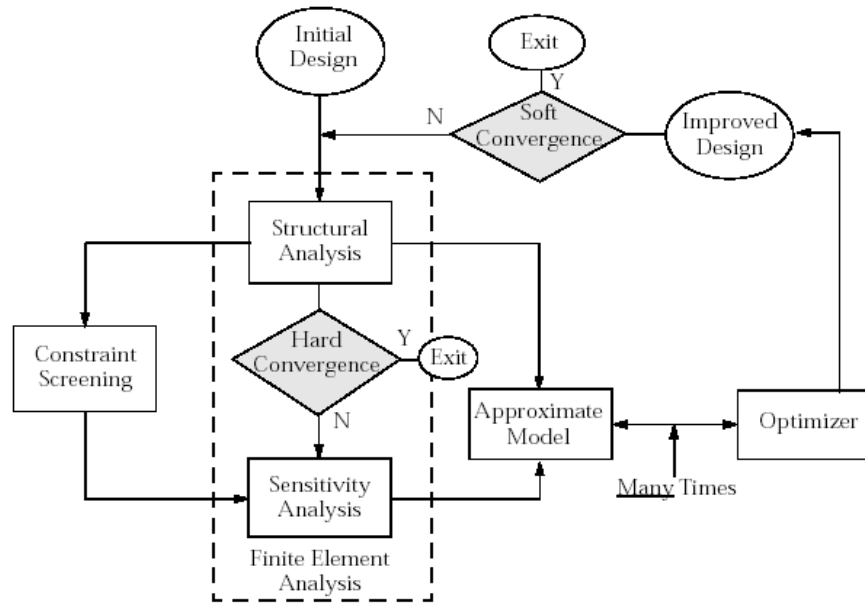 Initial
Design
Exit
Y
N
Soft
Convergence
Improved
Design
Structural
Analysis
Constraint
Screening
Hard
Convergence
Y
Exit
N
Approximate
Model
Optimizer
Many Times
Sensitivity
Analysis
Finite Element
Analysis